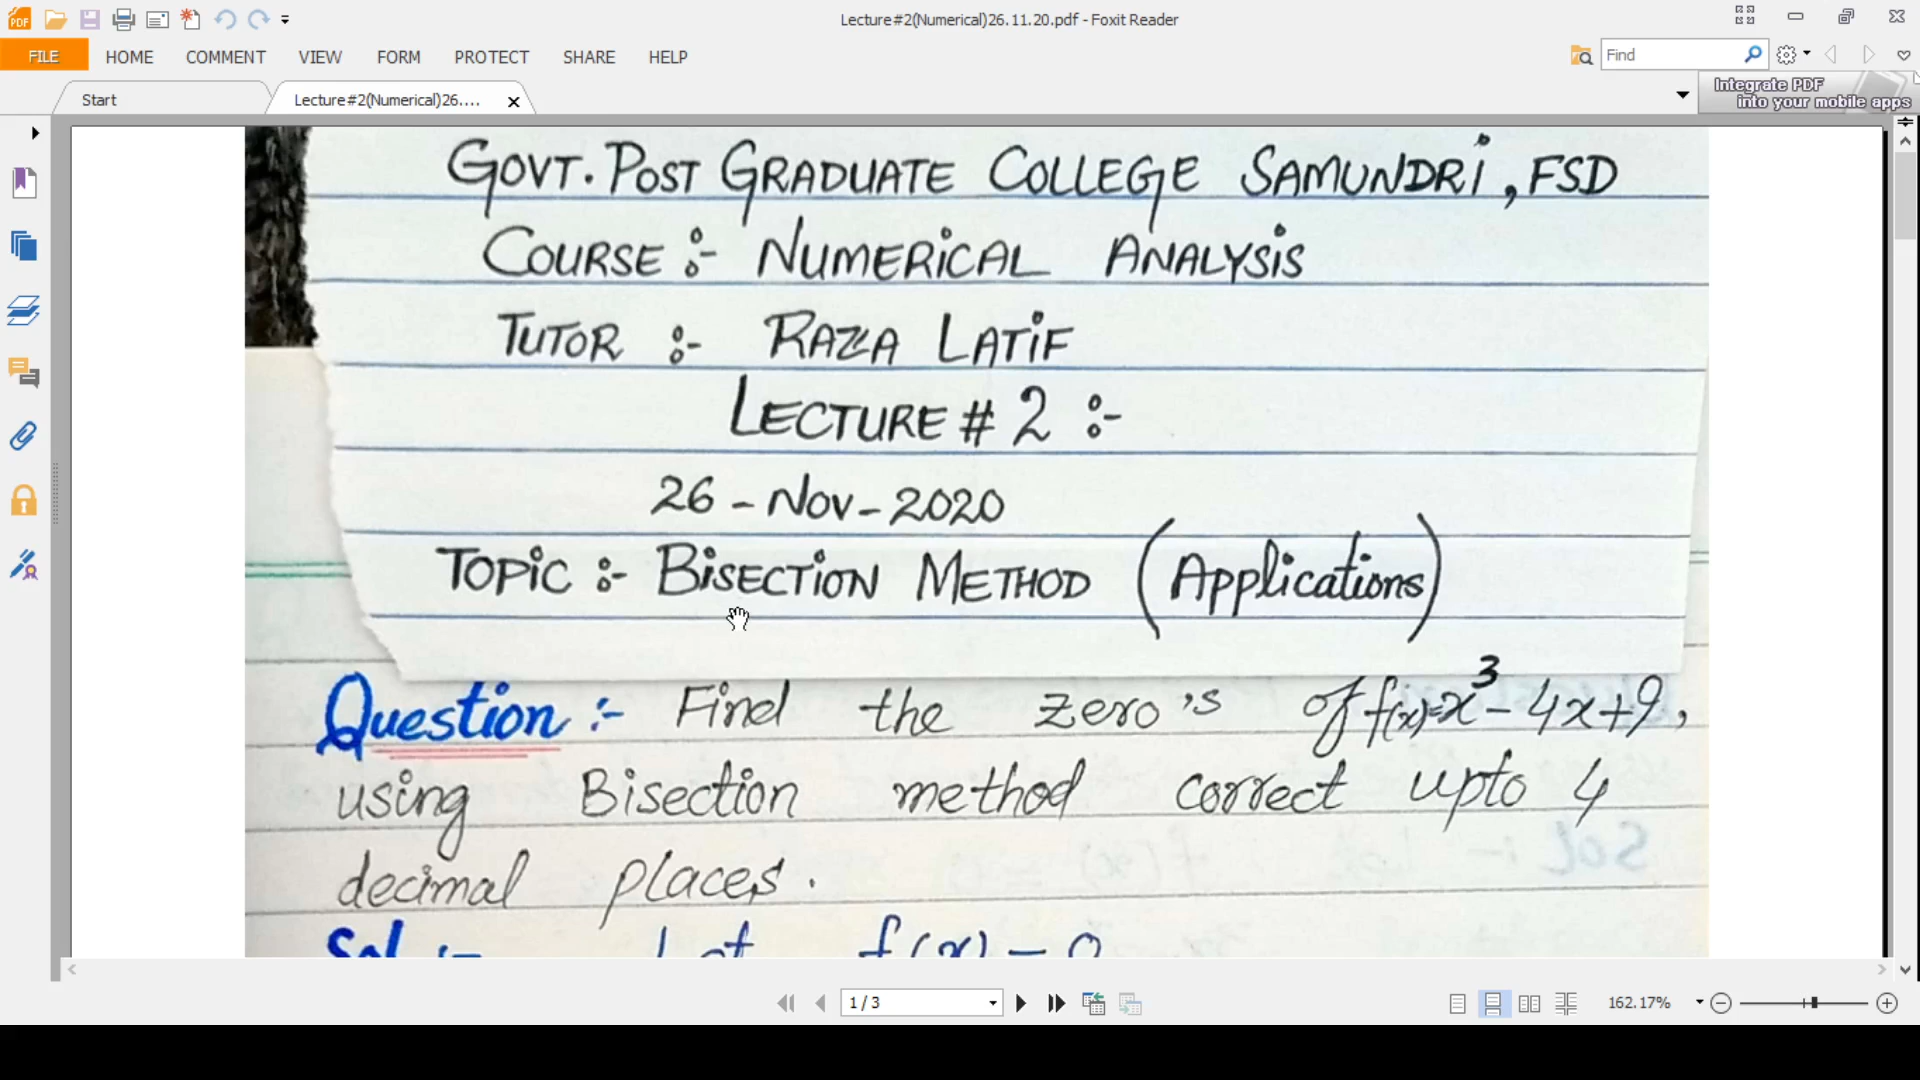 Lecture#2(Numerical)26.11.20.pdf - Foxit Reader
FILE HOME COMMENT VIEW FORM PROTECT SHARE HELP
Find
Start Lecture#2(Numerical)26....
Integrate PDF
into your mobile apps
GOVT. POST GRADUATE COLLEGE SAMUNDRI, FSD
COURSE :- NUMERICAL ANALYSIS
TUTOR :- RAZA LATIF
LECTURE # 2 :-
26 - Nov - 2020
TOPIC :- BISECTION METHOD (Applications)
Question :- Find the zero's of f(x)=x³-4x+9,
using Bisection method correct upto 4
decimal places.
Sol :- Let f(x) = 0
1 / 3
162.17%